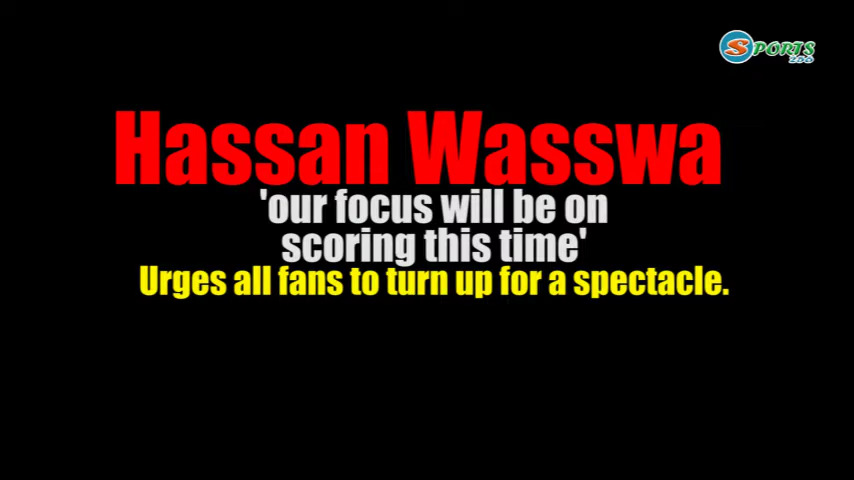 SPORTS
ZOO
Hassan Wasswa
'our focus will be on
scoring this time'
Urges all fans to turn up for a spectacle.